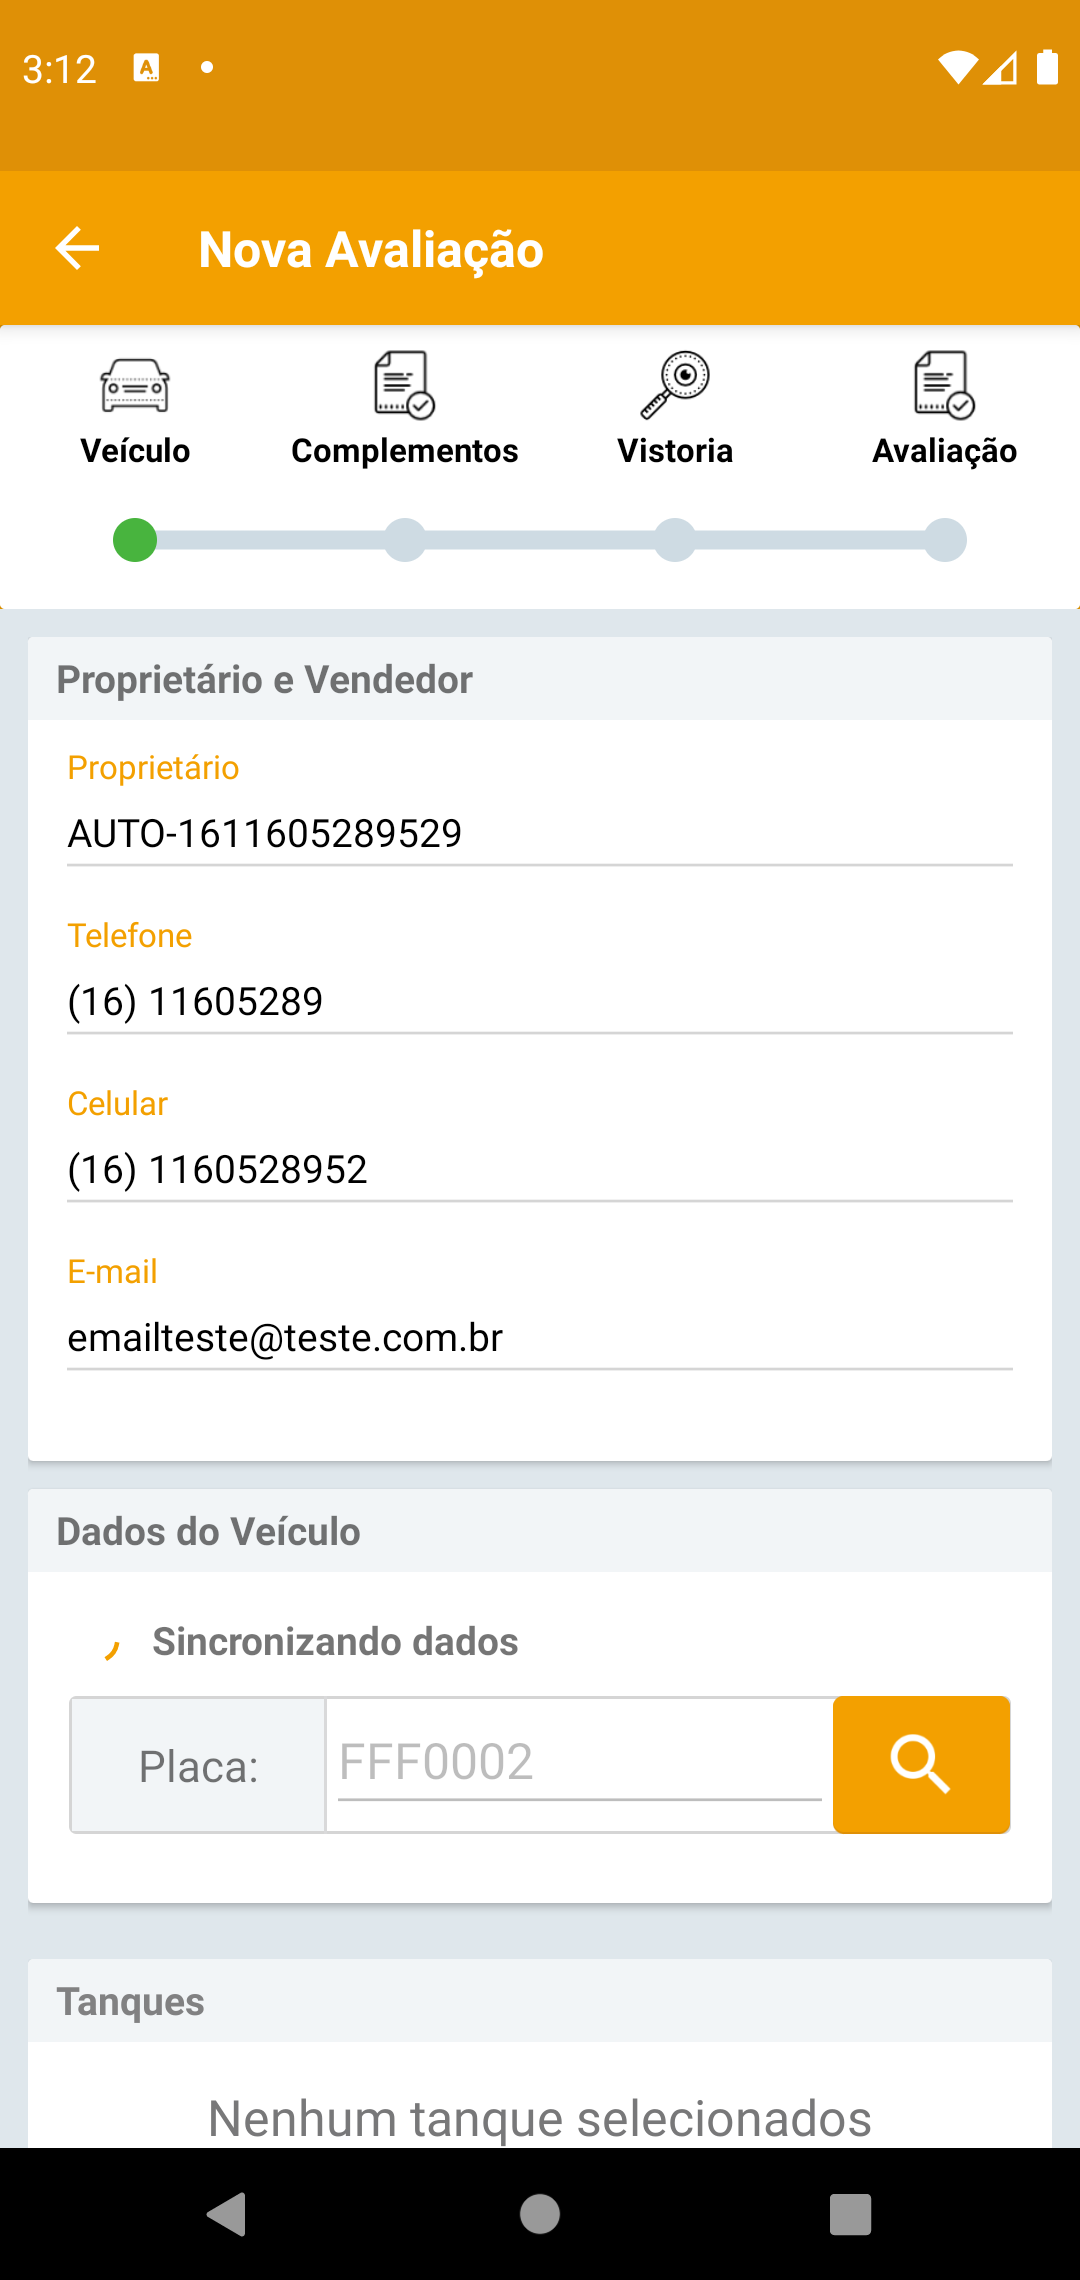 3:12
Nova Avaliação
Veículo Complementos Vistoria Avaliação
Proprietário e Vendedor
Proprietário
AUTO-1611605289529
Telefone
(16) 11605289
Celular
(16) 1160528952
E-mail
emailteste@teste.com.br
Dados do Veículo
Sincronizando dados
Placa: FFF0002
Tanques
Nenhum tanque selecionados